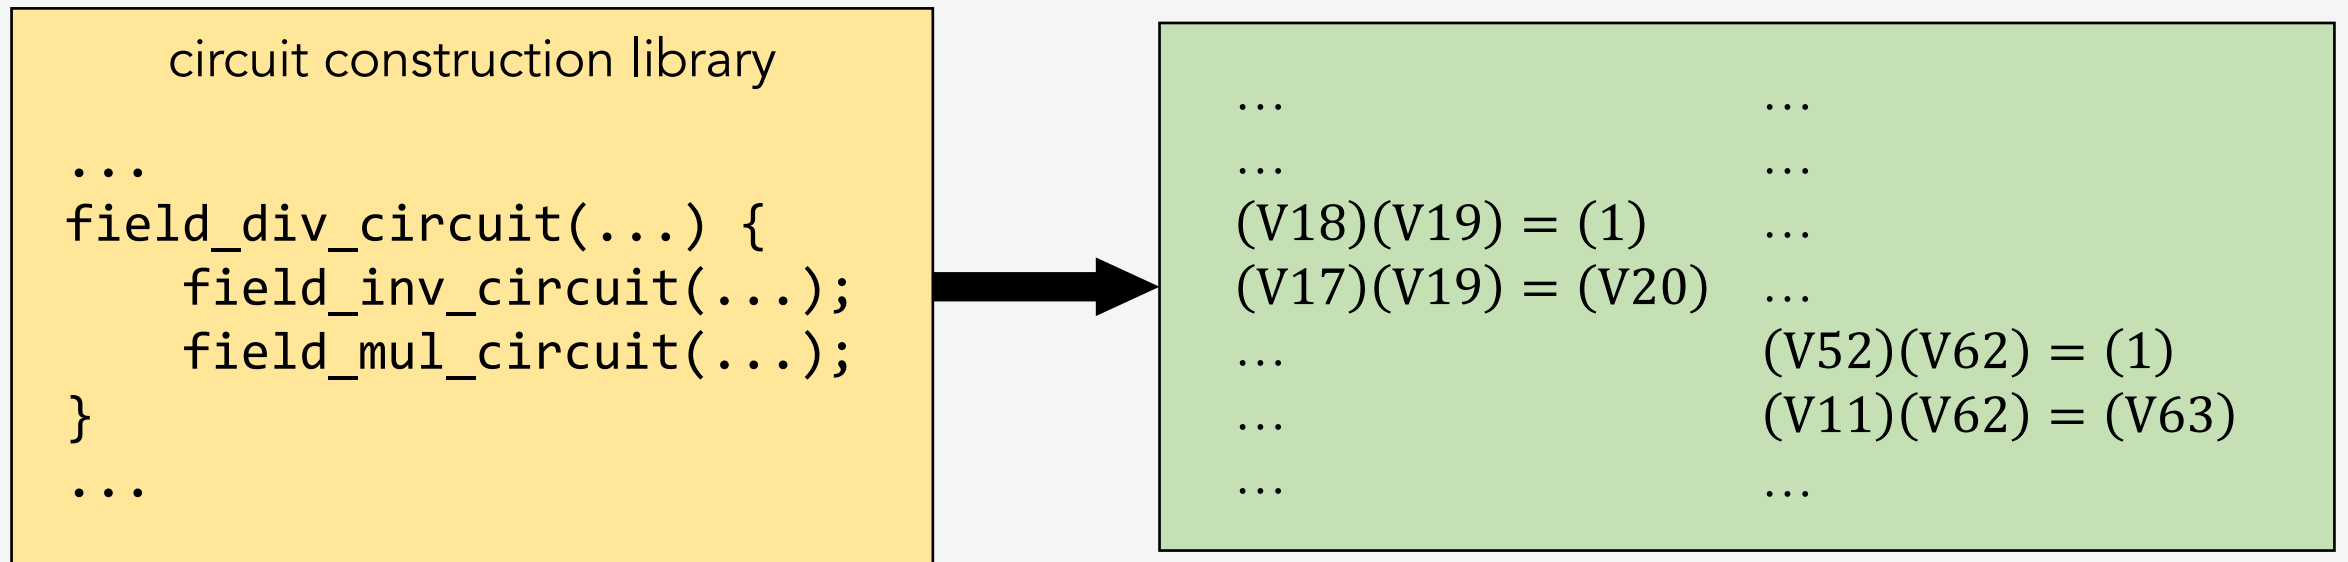 circuit construction library
...
field_div_circuit(...) {
    field_inv_circuit(...);
    field_mul_circuit(...);
}
...
...
...
(V18)(V19) = (1)
(V17)(V19) = (V20)
...
...
...
...
...
...
...
(V52)(V62) = (1)
(V11)(V62) = (V63)
...